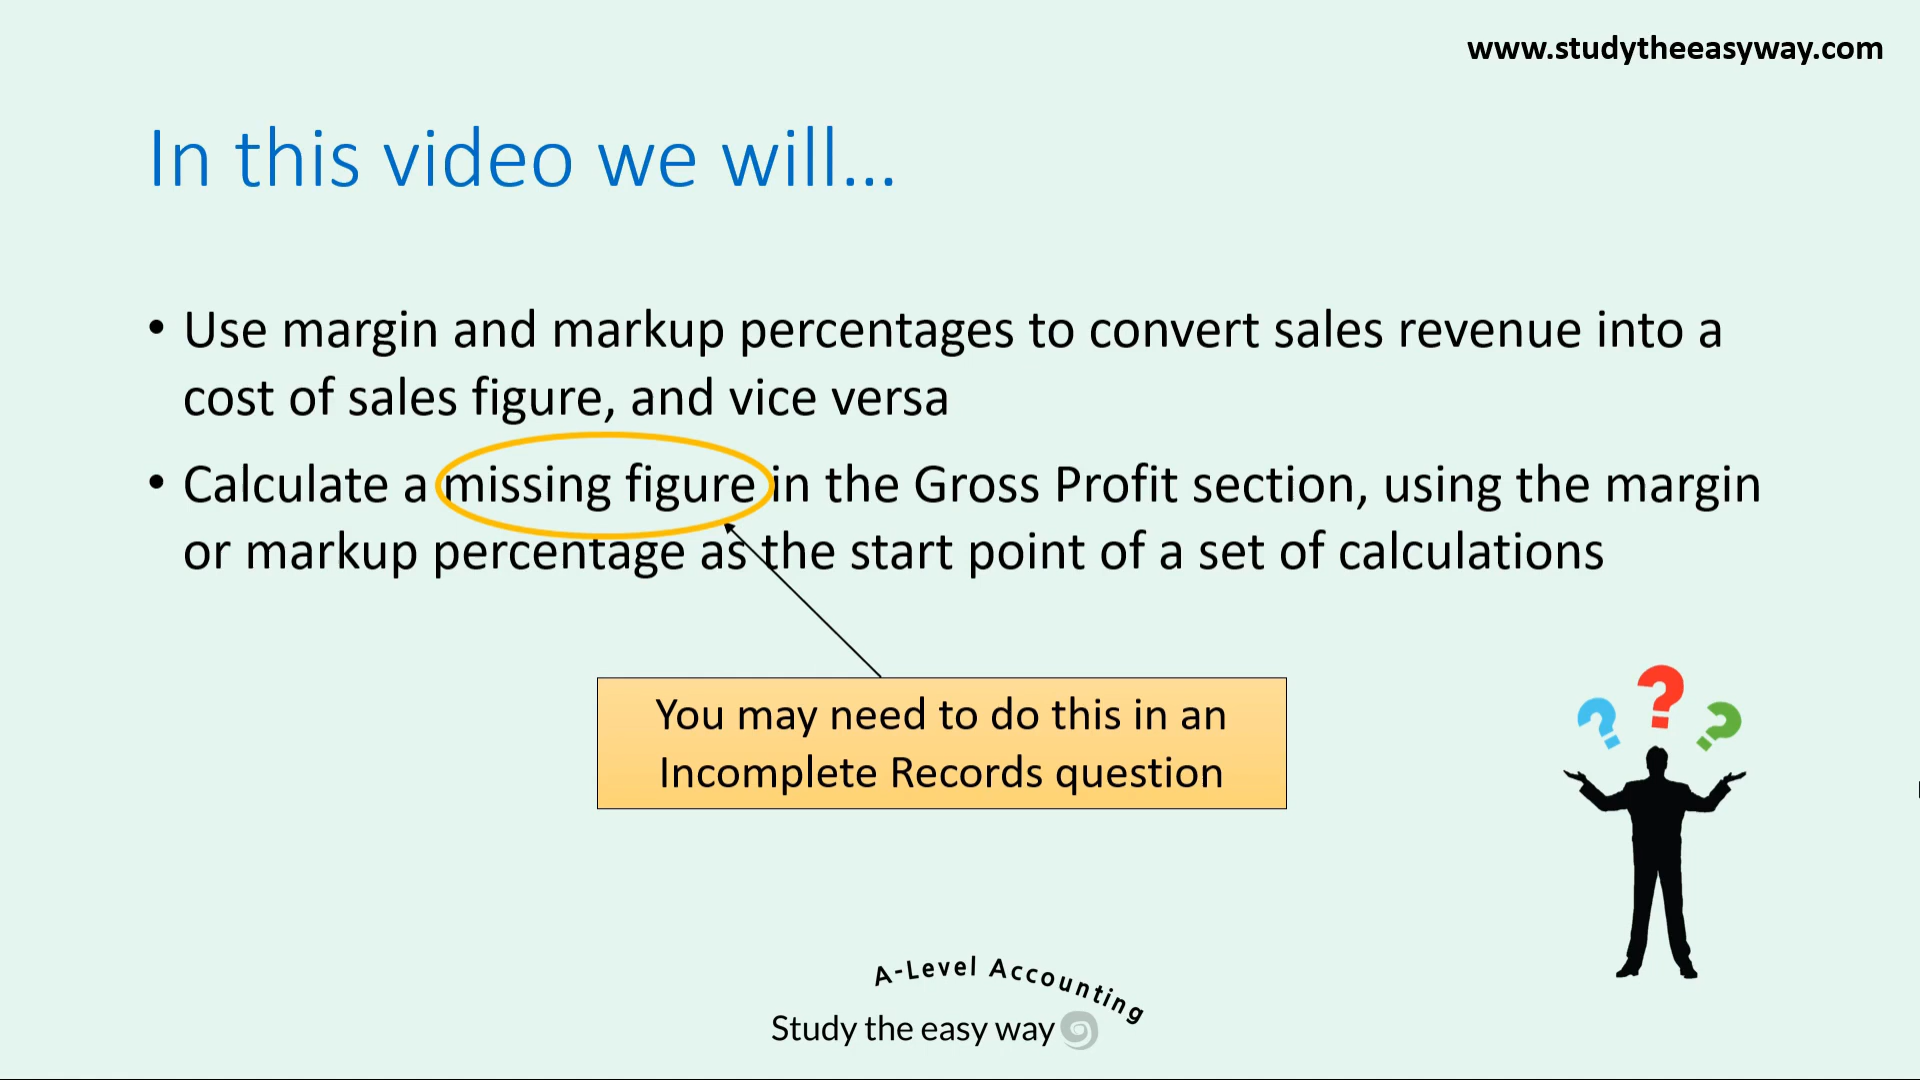 www.studytheeasyway.com
In this video we will...
• Use margin and markup percentages to convert sales revenue into a
cost of sales figure, and vice versa
• Calculate a missing figure in the Gross Profit section, using the margin
or markup percentage as the start point of a set of calculations
You may need to do this in an
Incomplete Records question
? ? ?
A-Level Accounting
Study the easy way